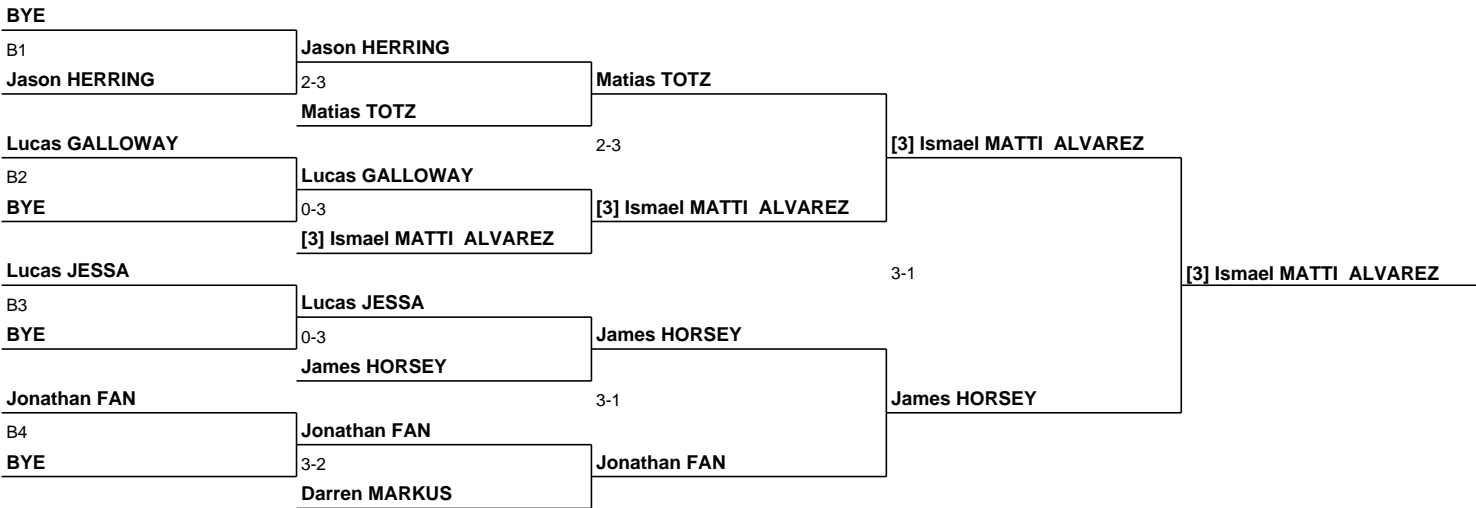 BYE
B1
Jason HERRING
Jason HERRING
2-3
Matias TOTZ
Matias TOTZ
Lucas GALLOWAY
2-3
[3] Ismael MATTI  ALVAREZ
B2
Lucas GALLOWAY
BYE
0-3
[3] Ismael MATTI  ALVAREZ
[3] Ismael MATTI  ALVAREZ
Lucas JESSA
3-1
[3] Ismael MATTI  ALVAREZ
B3
Lucas JESSA
BYE
0-3
James HORSEY
James HORSEY
Jonathan FAN
3-1
James HORSEY
B4
Jonathan FAN
BYE
3-2
Jonathan FAN
Darren MARKUS